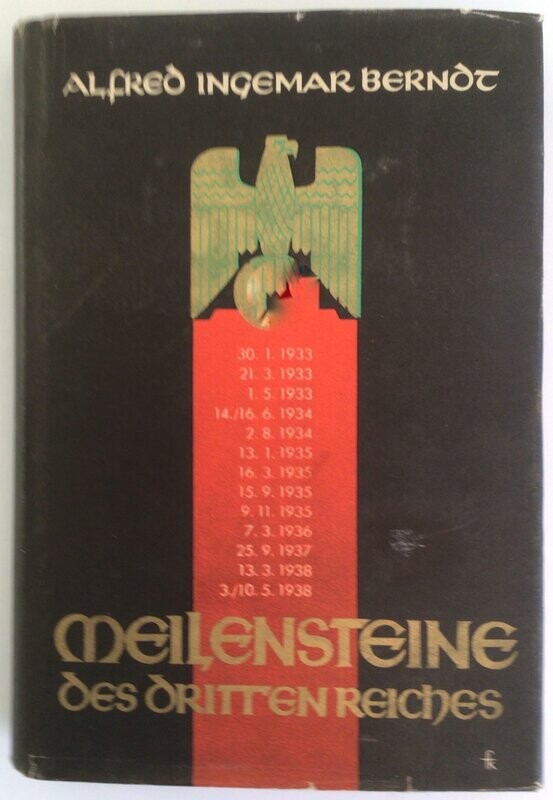 ALFRED INGEMAR BERNDT
30. 1. 1933
21. 3. 1933
1. 5. 1933
14./16. 6. 1934
2. 8. 1934
13. 1. 1935
16. 3. 1935
15. 9. 1935
9. 11. 1935
7. 3. 1936
25. 9. 1937
13. 3. 1938
3./10. 5. 1938
MEILENSTEINE
DES DRITTEN REICHES